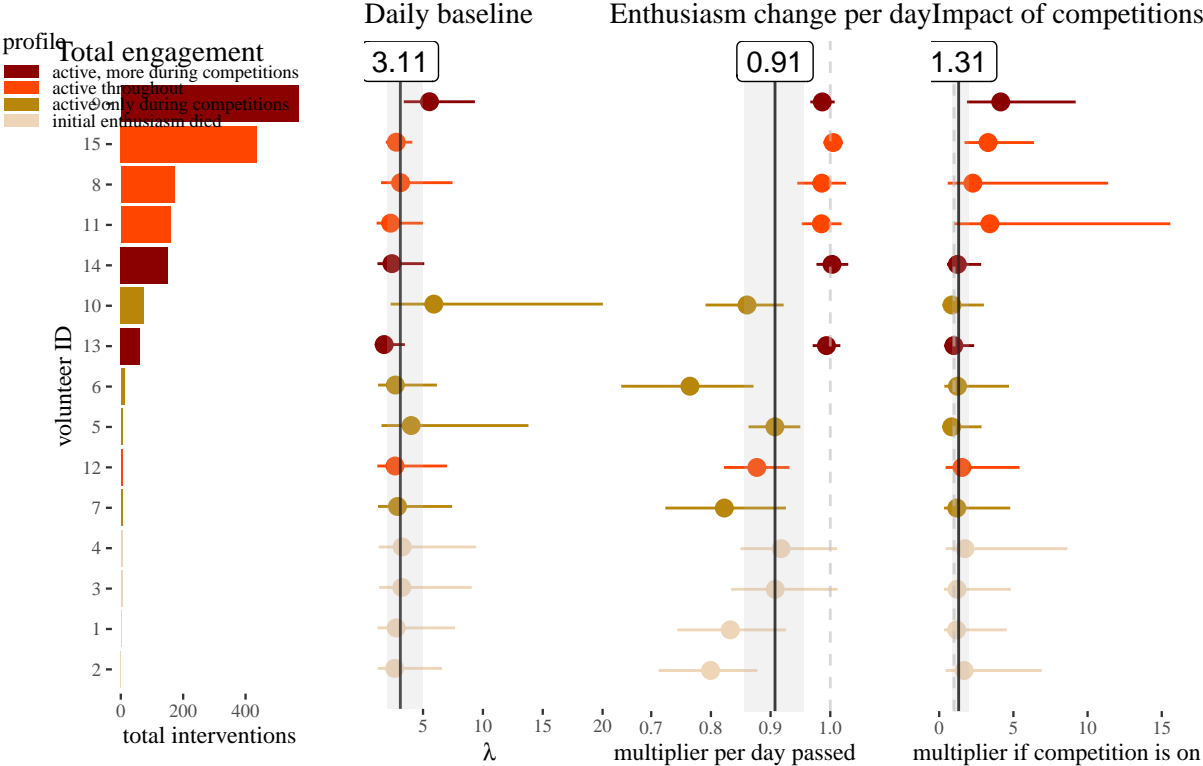 Daily baseline
Enthusiasm change per day
Impact of competitions
profile
Total engagement
3.11
0.91
1.31
active, more during competitions
active throughout
active only during competitions
initial enthusiasm died
volunteer ID
9
15
8
11
14
10
13
6
5
12
7
4
3
1
2
0 200 400
5 10 15 20
0.7 0.8 0.9 1.0
0 5 10 15
total interventions
λ
multiplier per day passed
multiplier if competition is on